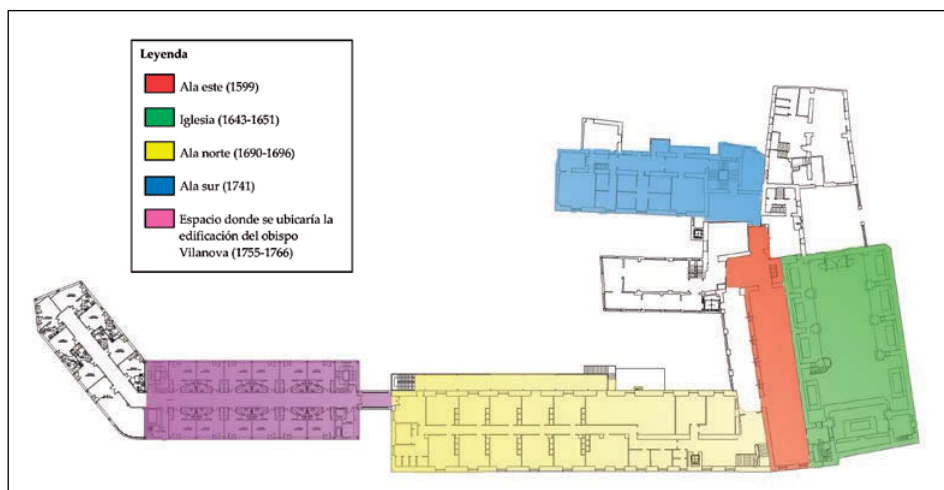 Leyenda
Ala este (1599)
Iglesia (1643-1651)
Ala norte (1690-1696)
Ala sur (1741)
Espacio donde se ubicaría la
edificación del obispo
Vilanova (1755-1766)